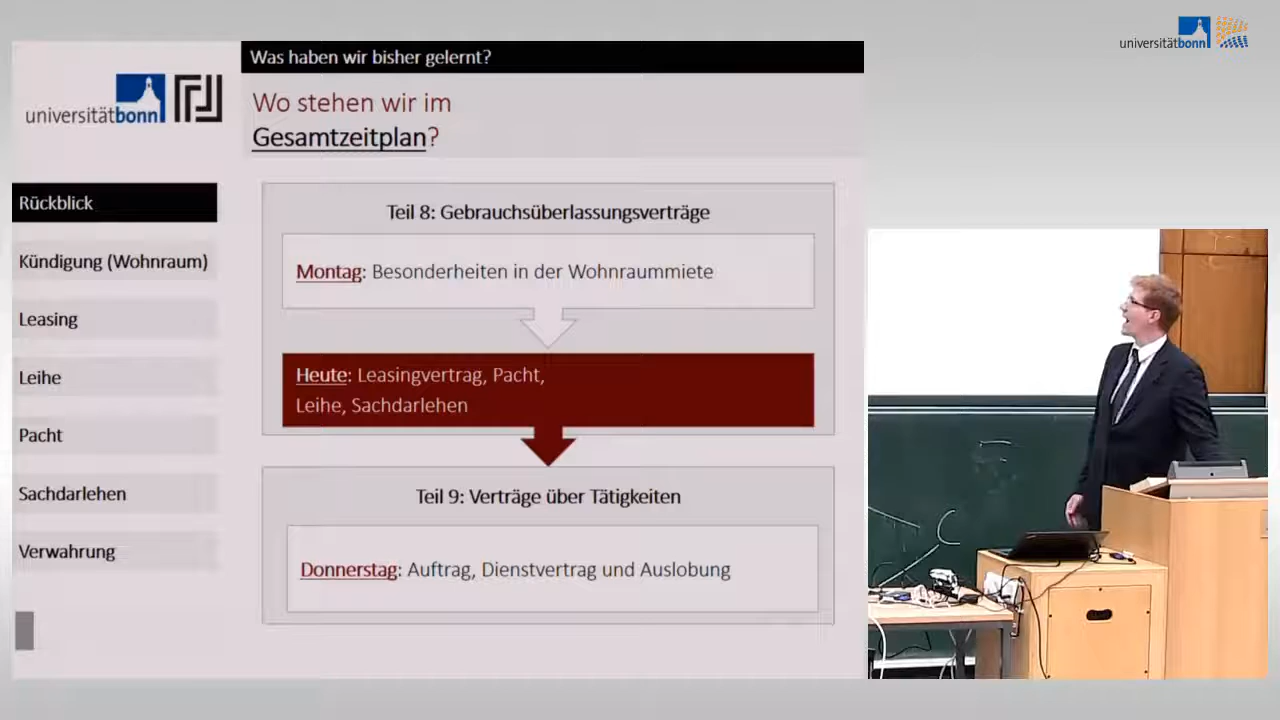 universitätbonn
Was haben wir bisher gelernt?
universitätbonn
Wo stehen wir im
Gesamtzeitplan?
Rückblick
Kündigung (Wohnraum)
Leasing
Leihe
Pacht
Sachdarlehen
Verwahrung
Teil 8: Gebrauchsüberlassungsverträge
Montag: Besonderheiten in der Wohnraummiete
Heute: Leasingvertrag, Pacht,
Leihe, Sachdarlehen
Teil 9: Verträge über Tätigkeiten
Donnerstag: Auftrag, Dienstvertrag und Auslobung